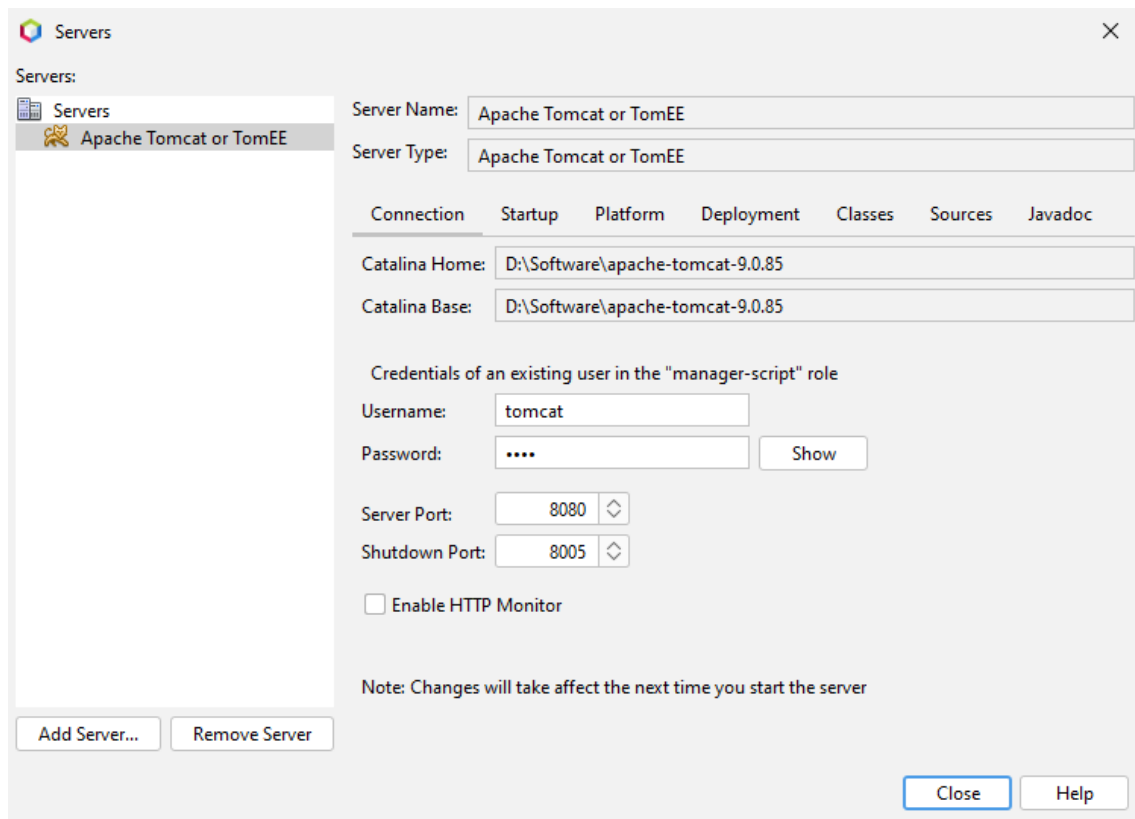 Servers
Servers:
Servers
Apache Tomcat or TomEE
Server Name: Apache Tomcat or TomEE
Server Type: Apache Tomcat or TomEE
Connection Startup Platform Deployment Classes Sources Javadoc
Catalina Home: D:\Software\apache-tomcat-9.0.85
Catalina Base: D:\Software\apache-tomcat-9.0.85
Credentials of an existing user in the "manager-script" role
Username: tomcat
Password: ••••  Show
Server Port: 8080
Shutdown Port: 8005
Enable HTTP Monitor
Note: Changes will take affect the next time you start the server
Add Server... Remove Server
Close Help